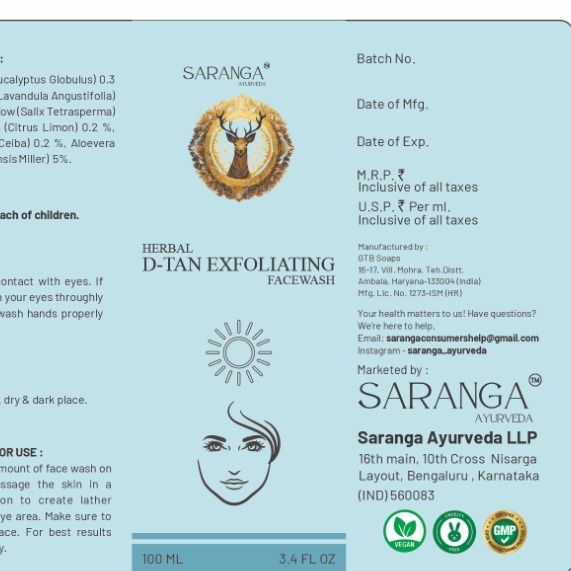 :
ucalyptus Globulus) 0.3
Lavandula Angustifolia)
ow (Salix Tetrasperma)
(Citrus Limon) 0.2 %,
Ceiba) 0.2 %, Aloevera
nsis Miller) 5%.
ach of children.
ontact with eyes. If
n your eyes throughly
wash hands properly
, dry & dark place.
OR USE :
mount of face wash on
ssage the skin in a
on to create lather
ye area. Make sure to
ace. For best results
y.
SARANGA TM
AYURVEDA
HERBAL
D-TAN EXFOLIATING
FACEWASH
100 ML 3.4 FL OZ
Batch No.
Date of Mfg.
Date of Exp.
M.R.P. ₹
Inclusive of all taxes
U.S.P. ₹ Per ml.
Inclusive of all taxes
Manufactured by :
GTB Soaps
16-17, Vill. Mohra, Teh.Distt.
Ambala, Haryana-133004 (India)
Mfg. Lic. No. 1273-ISM (HR)
Your health matters to us! Have questions?
We're here to help.
Email: sarangaconsumershelp@gmail.com
Instagram - saranga_ayurveda
Marketed by :
SARANGA TM
AYURVEDA
Saranga Ayurveda LLP
16th main, 10th Cross Nisarga
Layout, Bengaluru , Karnataka
(IND) 560083
VEGAN
CRUELTY
FREE
GMP